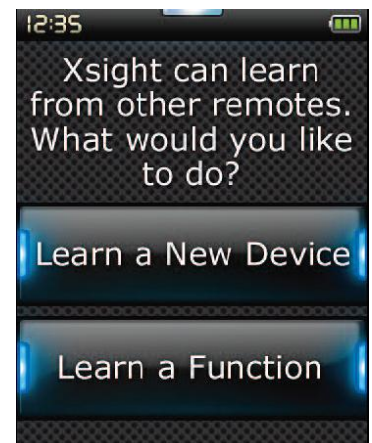 12:35
Xsight can learn
from other remotes.
What would you like
to do?
Learn a New Device
Learn a Function